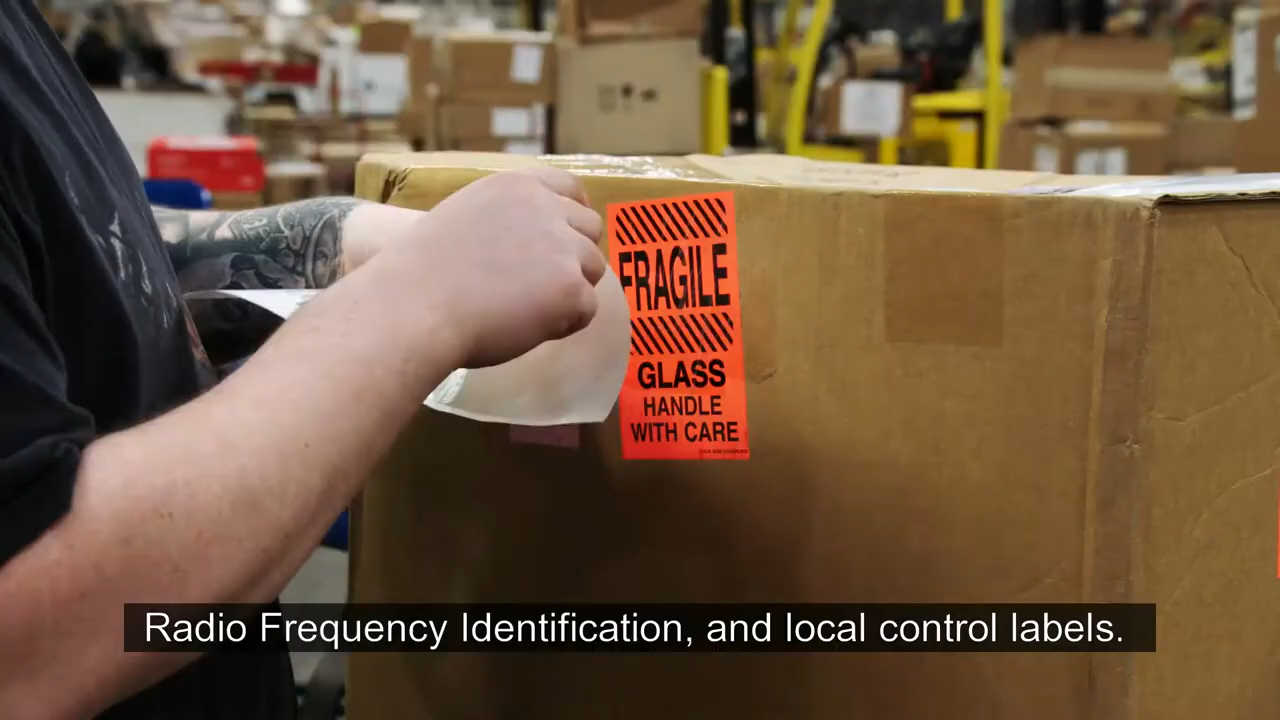 FRAGILE
GLASS
HANDLE
WITH CARE
Radio Frequency Identification, and local control labels.